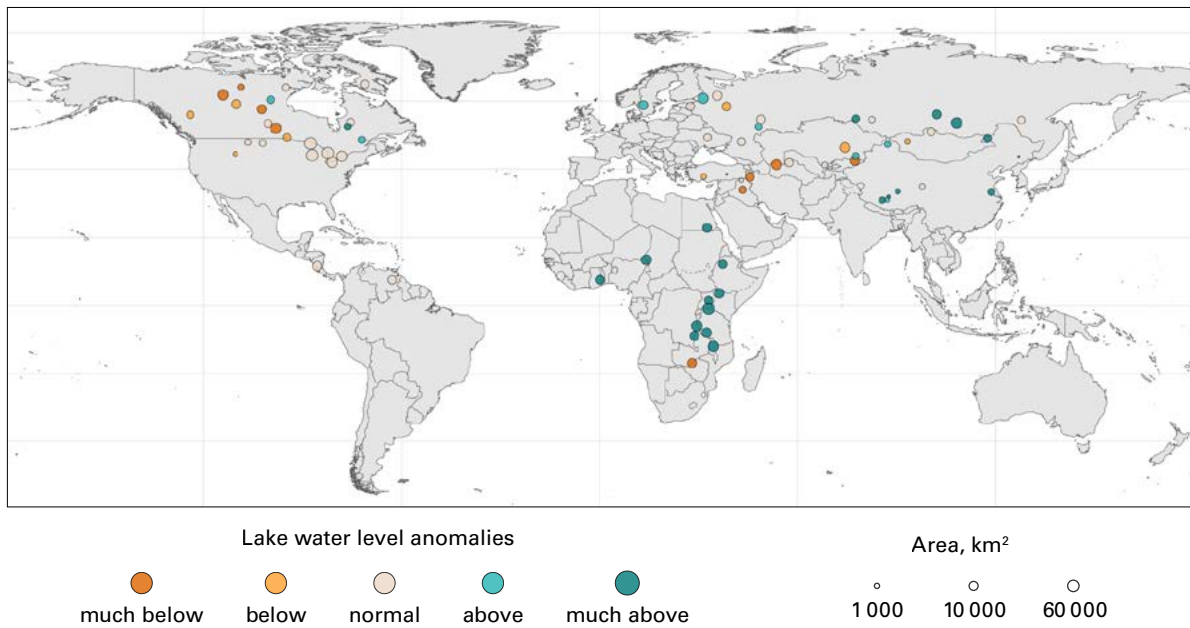 Lake water level anomalies
much below
below
normal
above
much above
Area, km²
1 000
10 000
60 000